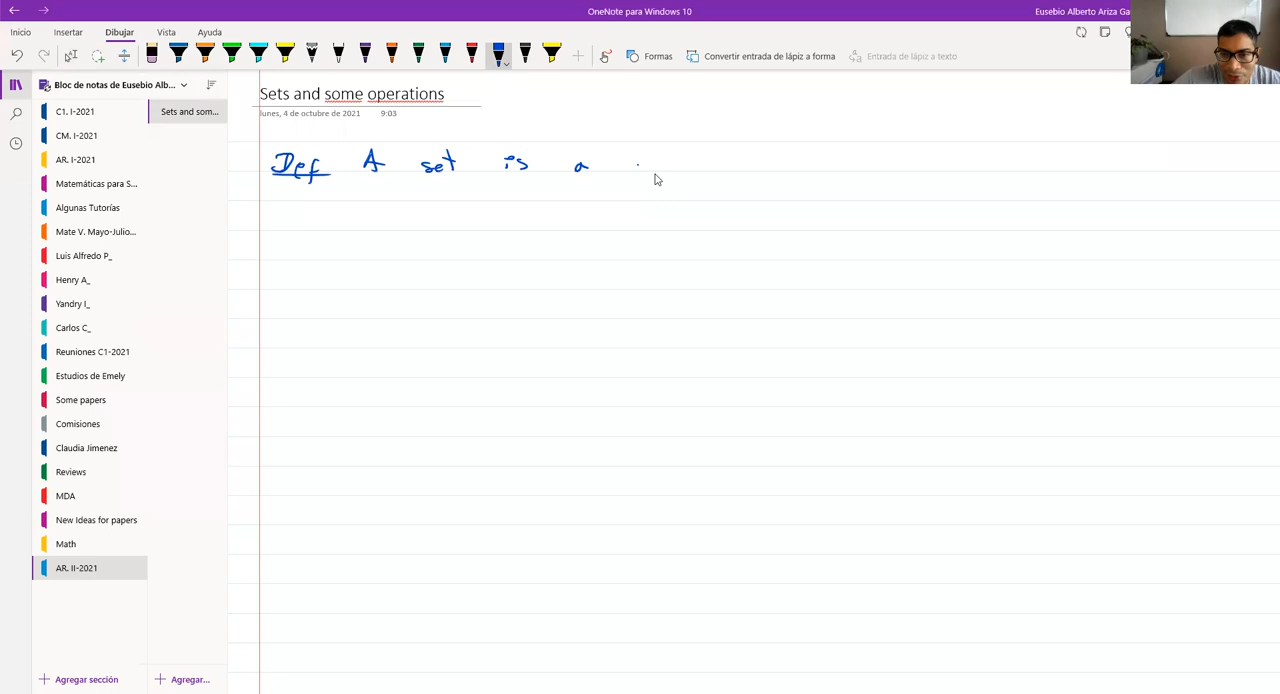 OneNote para Windows 10
Eusebio Alberto Ariza Ga
Inicio
Insertar
Dibujar
Vista
Ayuda
Formas
Convertir entrada de lápiz a forma
Entrada de lápiz a texto
Bloc de notas de Eusebio Alb...
C1. I-2021
CM. I-2021
AR. I-2021
Matemáticas para S...
Algunas Tutorías
Mate V. Mayo-Julio...
Luis Alfredo P_
Henry A_
Yandry I_
Carlos C_
Reuniones C1-2021
Estudios de Emely
Some papers
Comisiones
Claudia Jimenez
Reviews
MDA
New Ideas for papers
Math
AR. II-2021
Agregar sección
Sets and som...
Agregar...
Sets and some operations
lunes, 4 de octubre de 2021 9:03
Def A set is a